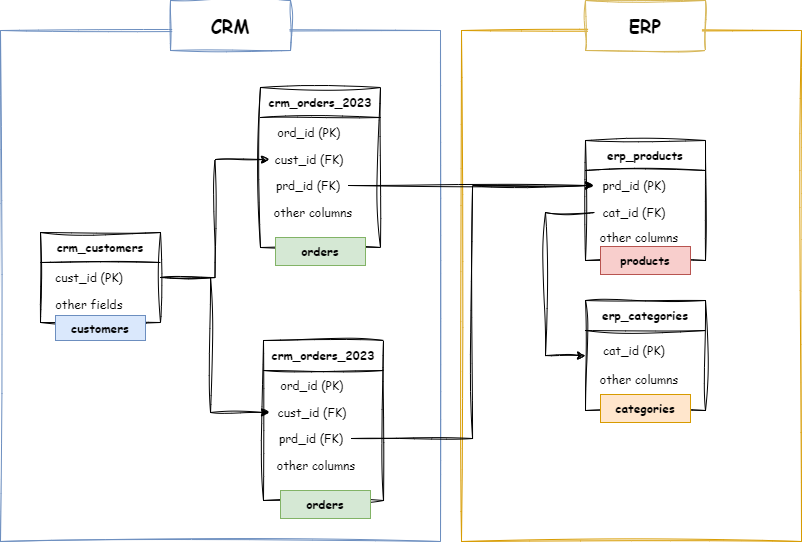 CRM
ERP
crm_orders_2023
ord_id (PK)
cust_id (FK)
prd_id (FK)
other columns
orders
crm_customers
cust_id (PK)
other fields
customers
crm_orders_2023
ord_id (PK)
cust_id (FK)
prd_id (FK)
other columns
orders
erp_products
prd_id (PK)
cat_id (FK)
other columns
products
erp_categories
cat_id (PK)
other columns
categories